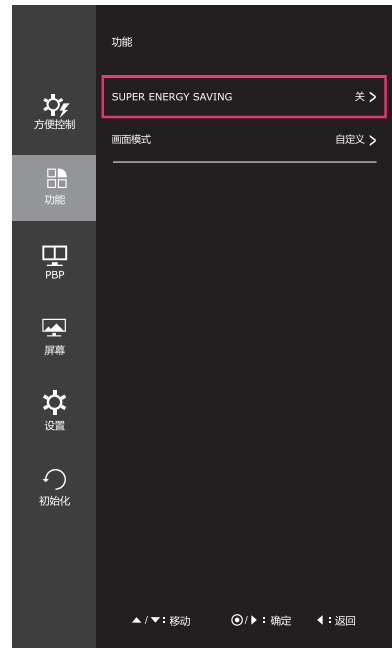 功能
SUPER ENERGY SAVING 关
画面模式 自定义
方便控制
功能
PBP
屏幕
设置
初始化
▲/▼：移动 ⦿/▶：确定 ◀：返回